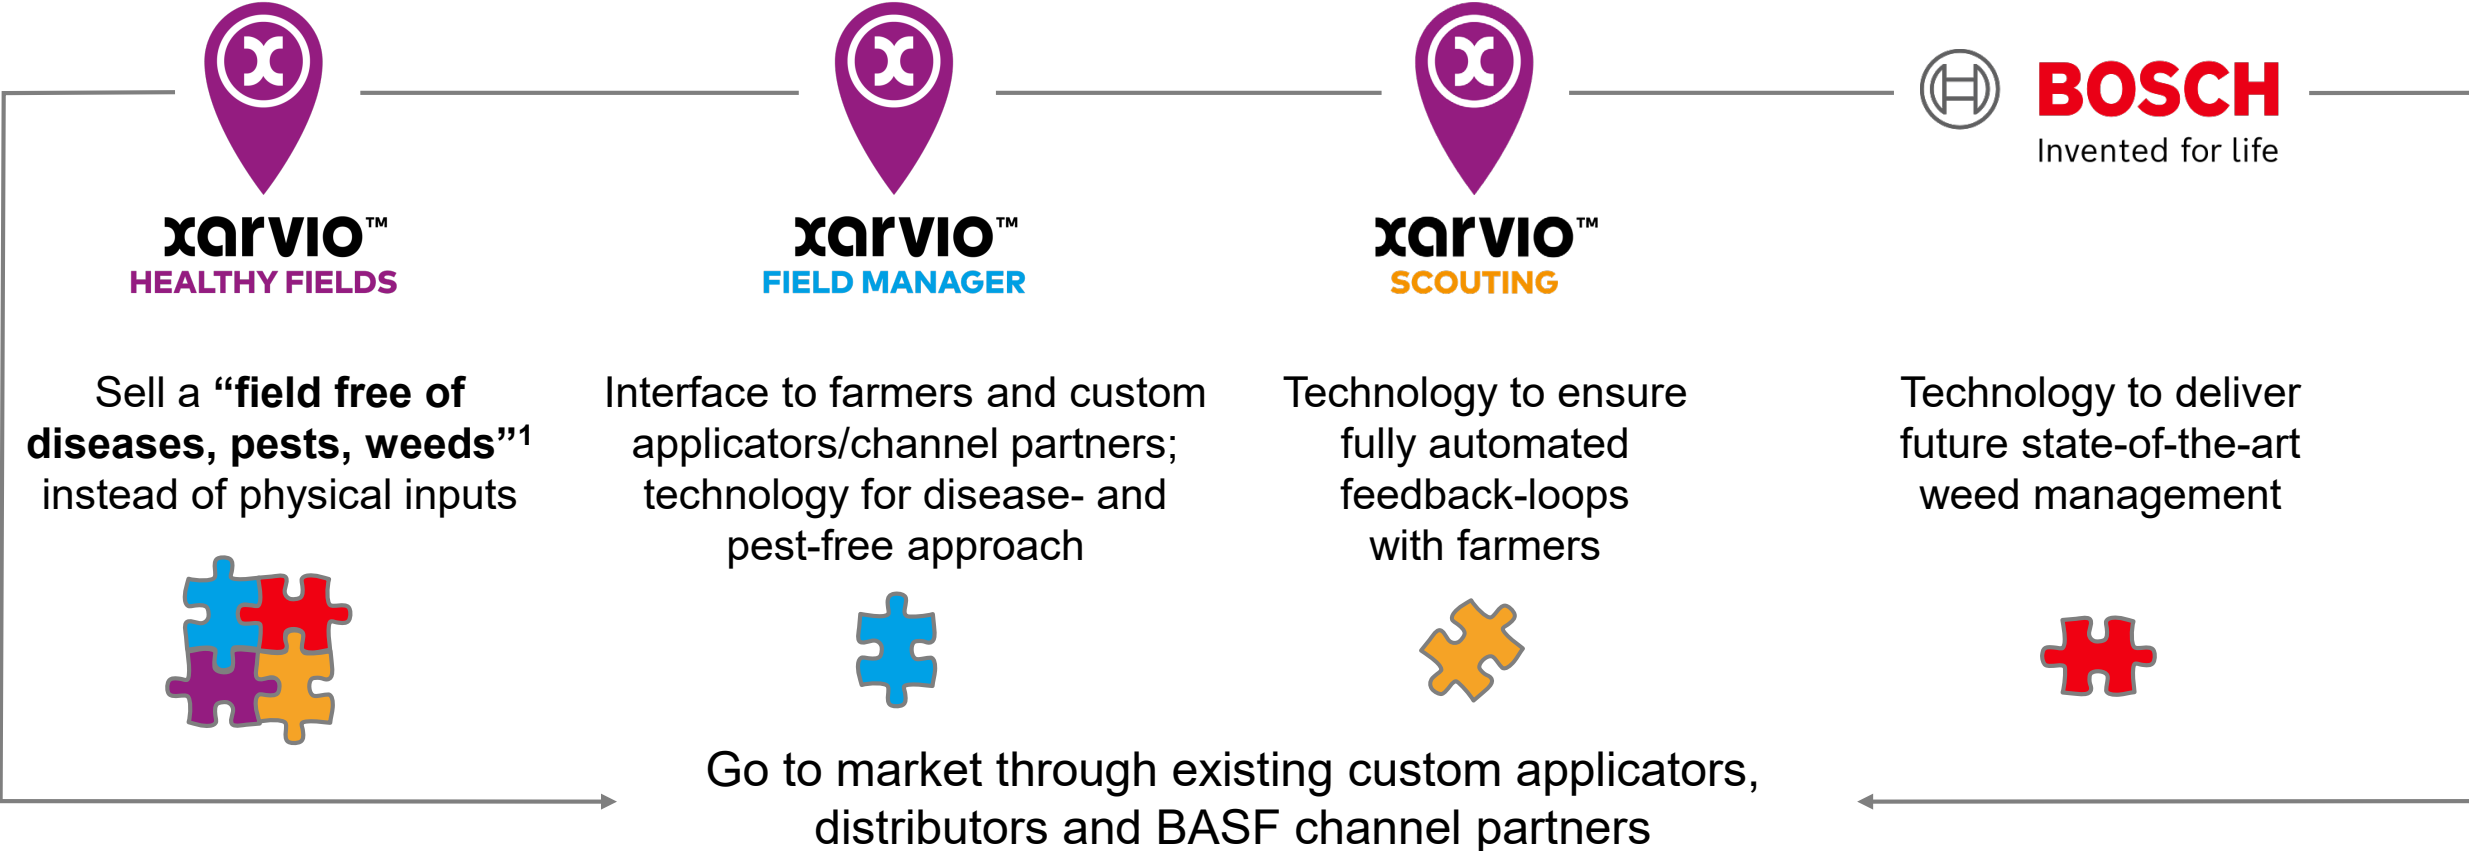 xarvio™
HEALTHY FIELDS
Sell a “field free of
diseases, pests, weeds”¹
instead of physical inputs
xarvio™
FIELD MANAGER
Interface to farmers and custom
applicators/channel partners;
technology for disease- and
pest-free approach
xarvio™
SCOUTING
Technology to ensure
fully automated
feedback-loops
with farmers
BOSCH
Invented for life
Technology to deliver
future state-of-the-art
weed management
Go to market through existing custom applicators,
distributors and BASF channel partners